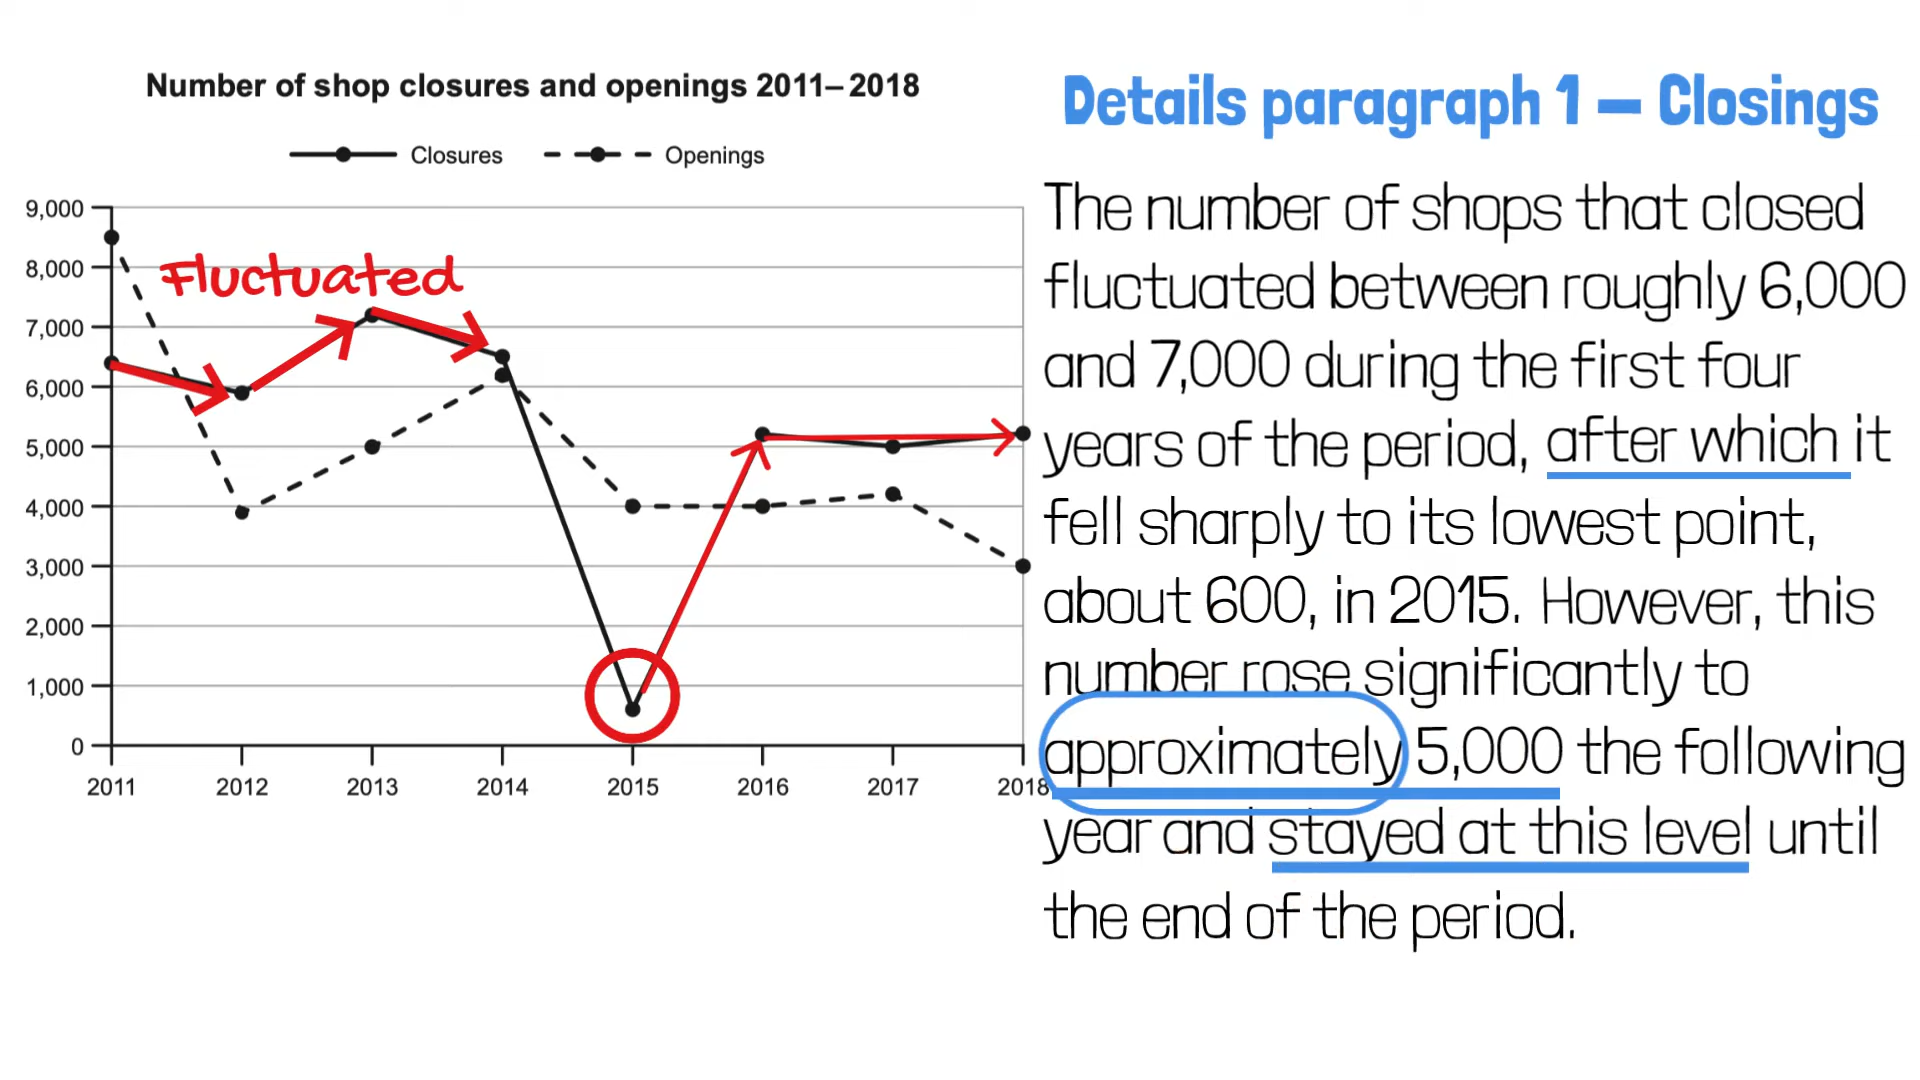 Number of shop closures and openings 2011–2018
Closures Openings
9,000
8,000
7,000
6,000
5,000
4,000
3,000
2,000
1,000
0
2011 2012 2013 2014 2015 2016 2017 2018
Fluctuated
Details paragraph 1 – Closings
The number of shops that closed
fluctuated between roughly 6,000
and 7,000 during the first four
years of the period, after which it
fell sharply to its lowest point,
about 600, in 2015. However, this
number rose significantly to
approximately 5,000 the following
year and stayed at this level until
the end of the period.